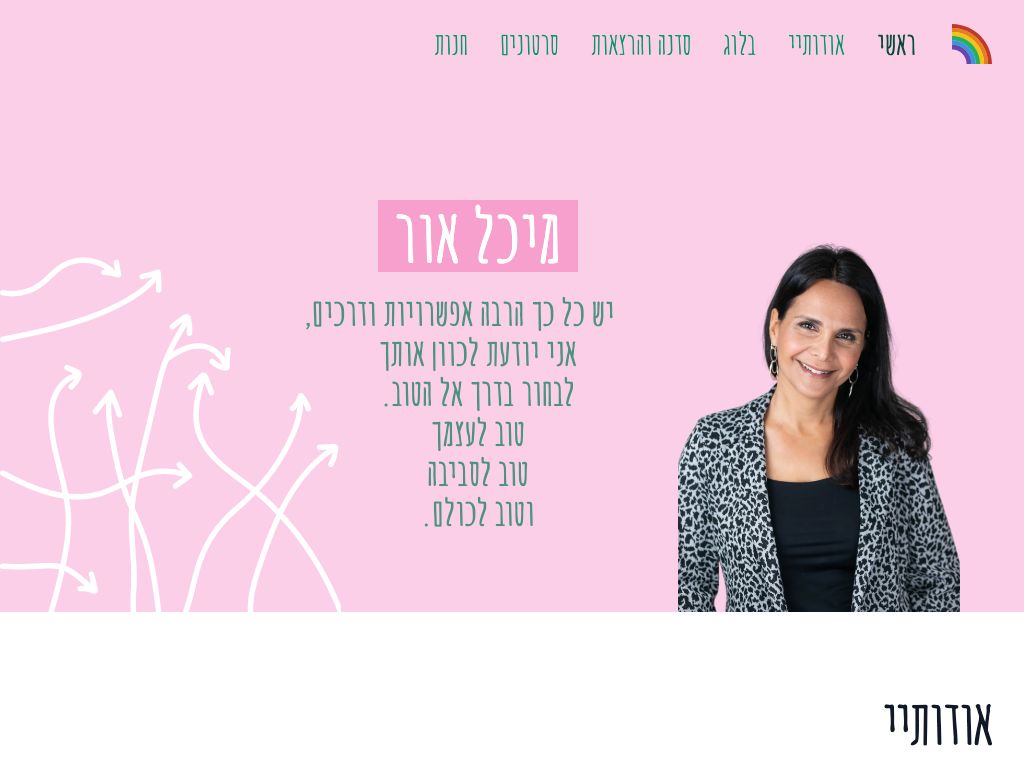 ראשי אודותיי בלוג סדנה והרצאות סרטונים חנות
מיכל אור
יש כל כך הרבה אפשרויות ודרכים,
אני יודעת לכוון אותך
לבחור בדרך אל הטוב.
טוב לעצמך
טוב לסביבה
וטוב לכולם.
אודותיי